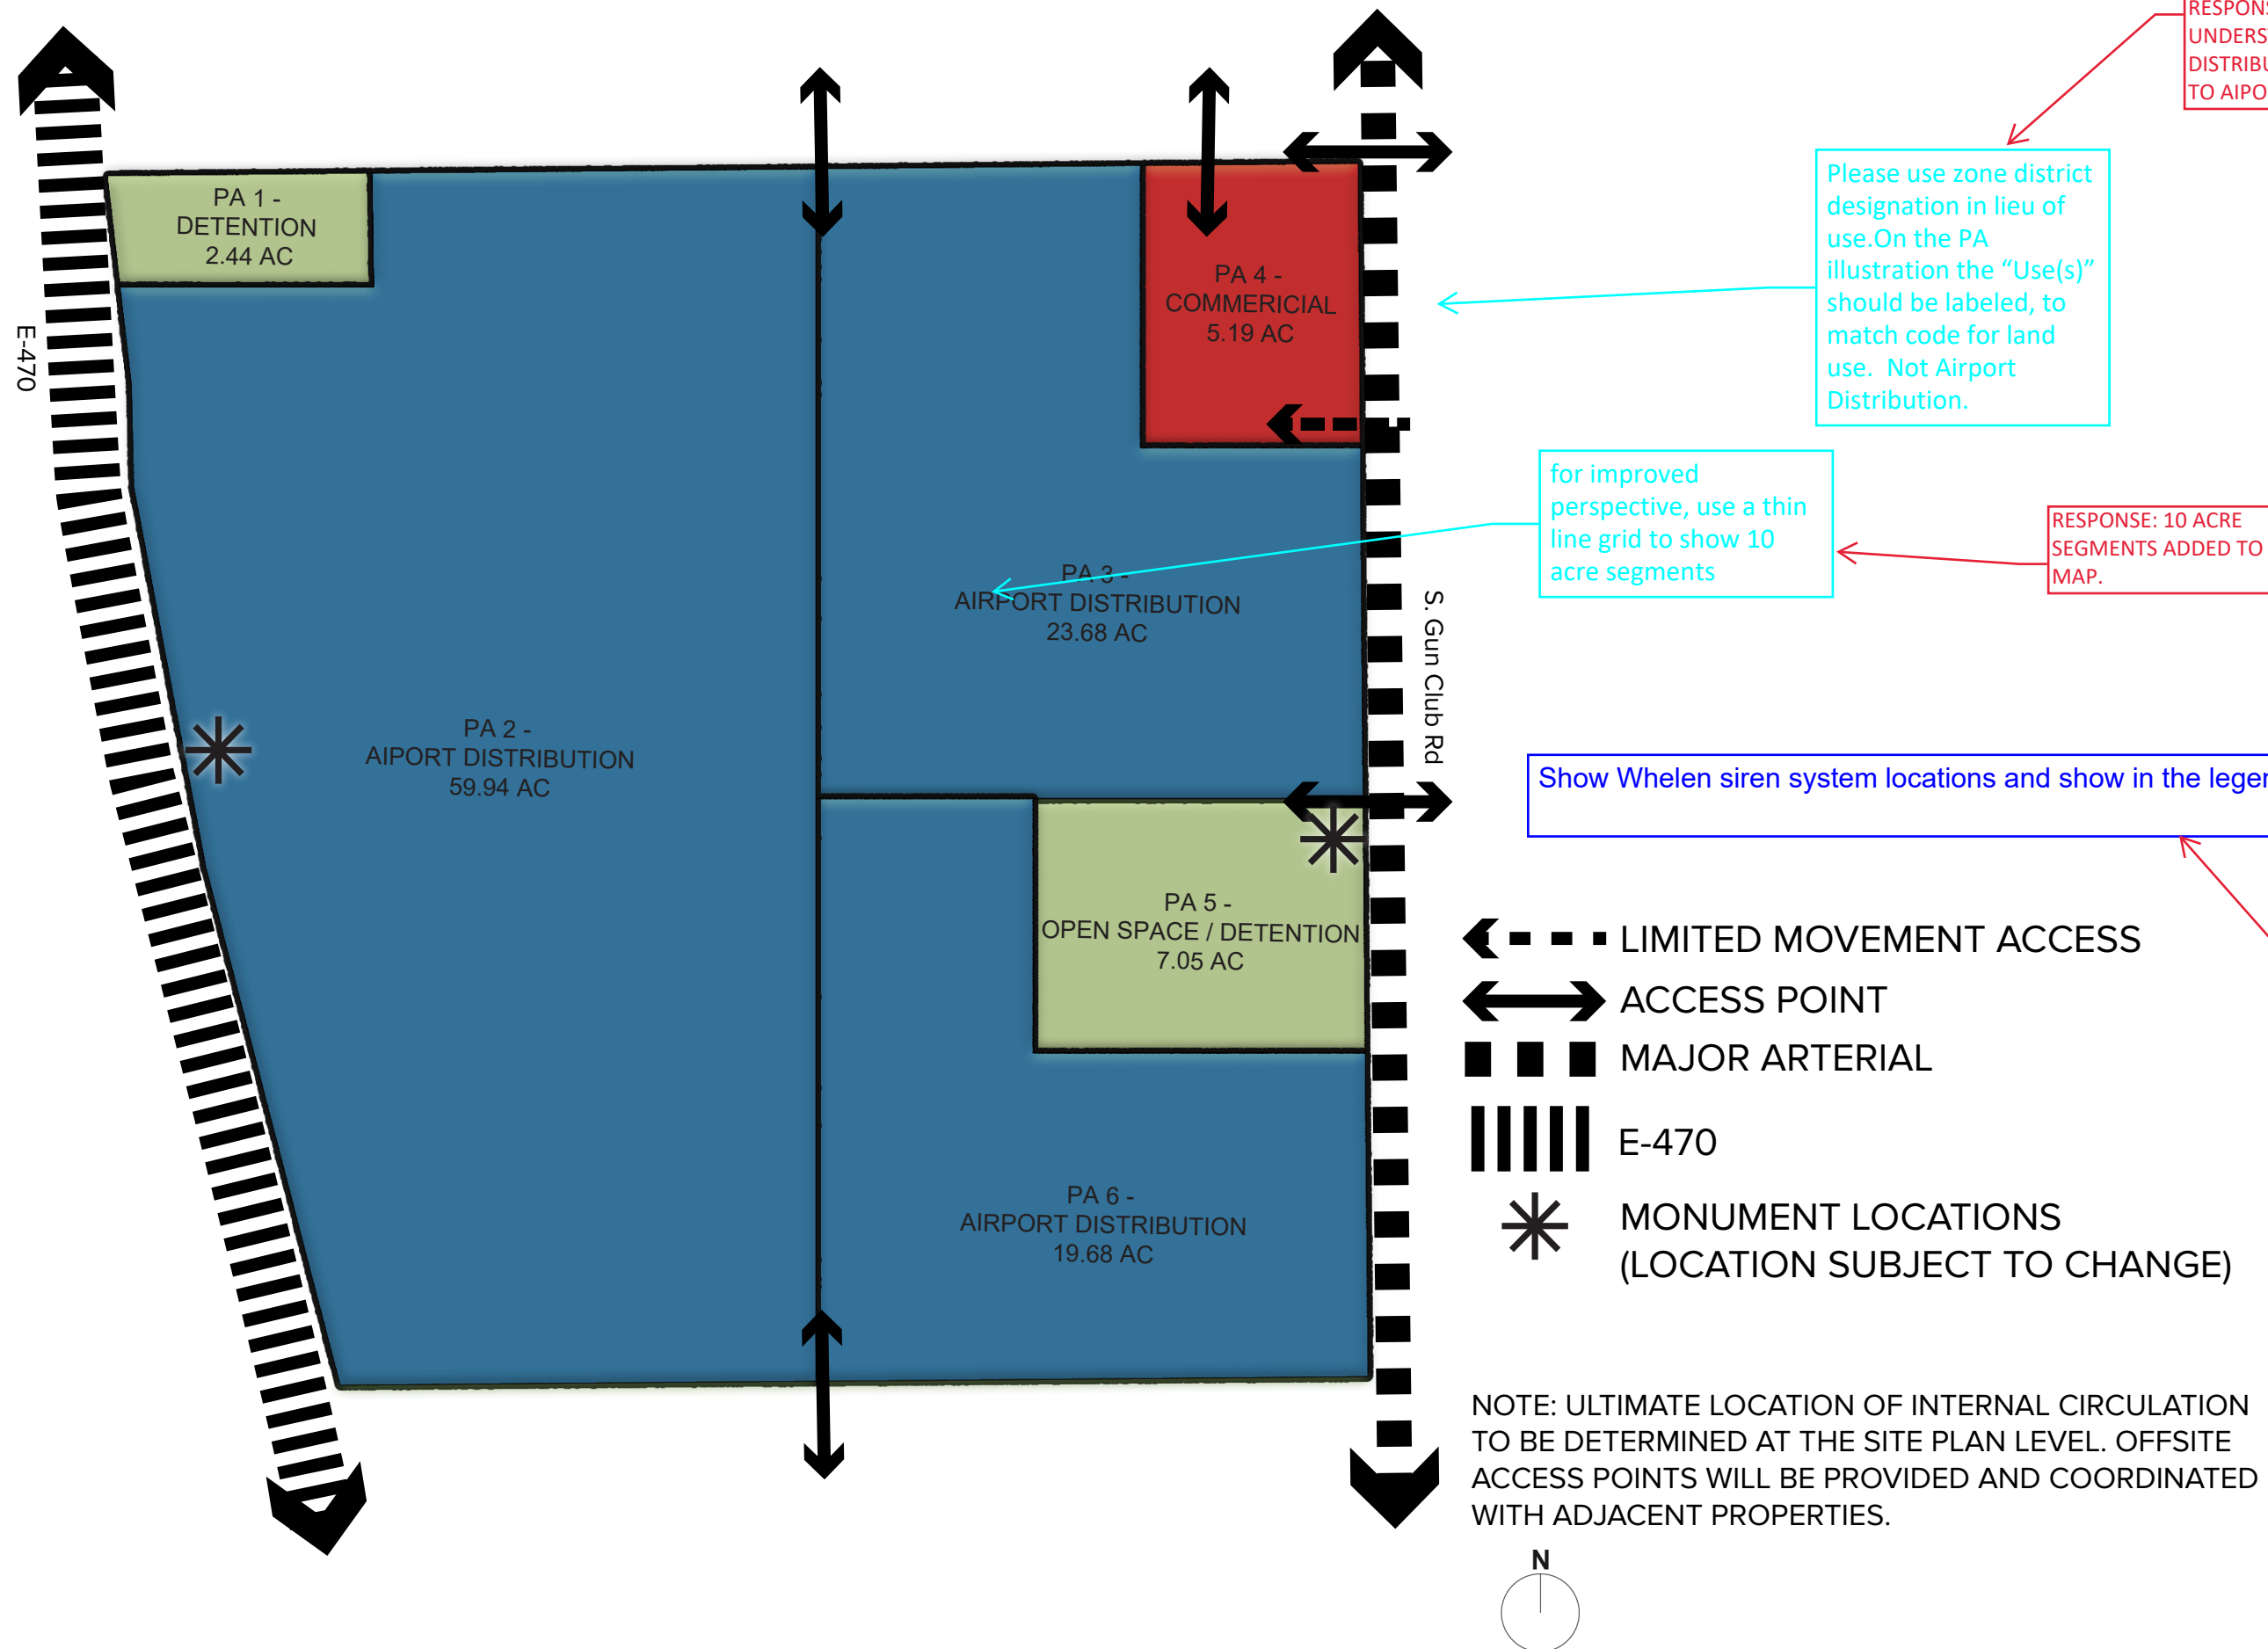 RESPONSE: 10 ACRE
SEGMENTS ADDED TO
MAP.
Please use zone district
designation in lieu of
use.On the PA
illustration the “Use(s)”
should be labeled, to
match code for land
use.  Not Airport
Distribution.
for improved
perspective, use a thin
line grid to show 10
acre segments
Show Whelen siren system locations and show in the
E-470
S. Gun Club Rd
PA 1 -
DETENTION
2.44 AC
PA 4 -
COMMERICIAL
5.19 AC
PA 3 -
AIRPORT DISTRIBUTION
23.68 AC
PA 2 -
AIPORT DISTRIBUTION
59.94 AC
PA 5 -
OPEN SPACE / DETENTION
7.05 AC
PA 6 -
AIRPORT DISTRIBUTION
19.68 AC
LIMITED MOVEMENT ACCESS
ACCESS POINT
MAJOR ARTERIAL
E-470
MONUMENT LOCATIONS
(LOCATION SUBJECT TO CHANGE)
NOTE: ULTIMATE LOCATION OF INTERNAL CIRCULATION
TO BE DETERMINED AT THE SITE PLAN LEVEL. OFFSITE
ACCESS POINTS WILL BE PROVIDED AND COORDINATED
WITH ADJACENT PROPERTIES.
N